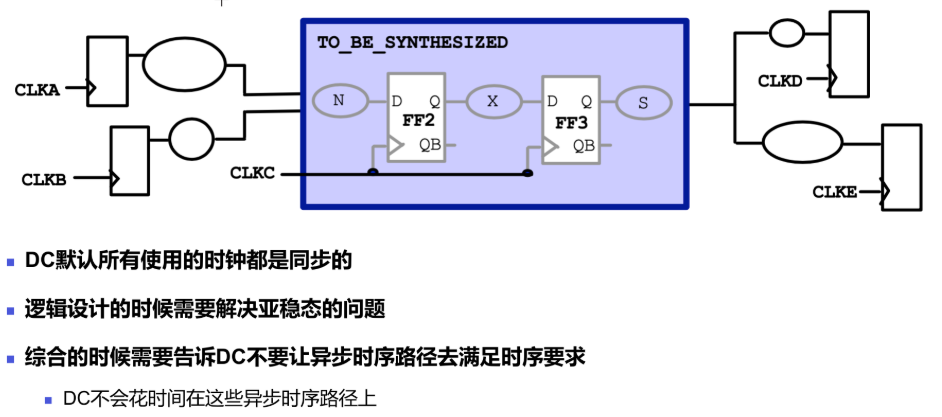 TO_BE_SYNTHESIZED
CLKA
CLKD
N
D Q
FF2
QB
X
D Q
FF3
QB
S
CLKB
CLKC
CLKE
DC默认所有使用的时钟都是同步的
逻辑设计的时候需要解决亚稳态的问题
综合的时候需要告诉DC不要让异步时序路径去满足时序要求
DC不会花时间在这些异步时序路径上